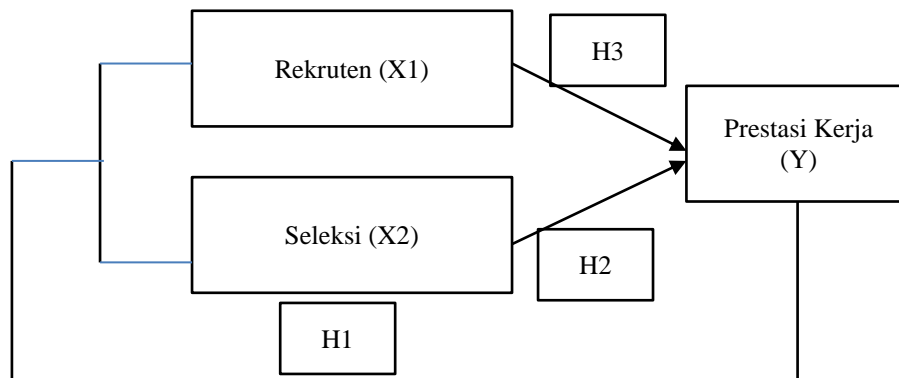 Rekruten (X1)
H3
Prestasi Kerja
(Y)
Seleksi (X2)
H2
H1